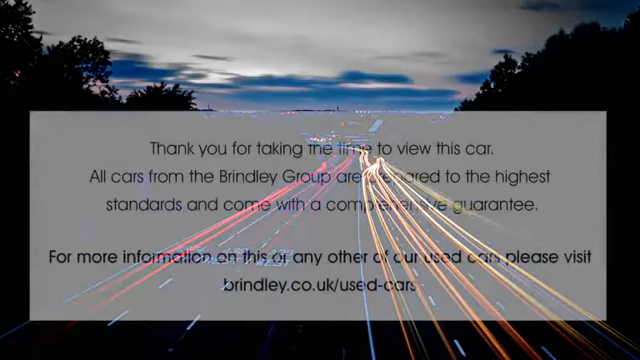 Thank you for taking the time to view this car.
All cars from the Brindley Group are prepared to the highest
standards and come with a comprehensive guarantee.
For more information on this or any other of our used cars please visit
brindley.co.uk/used-cars